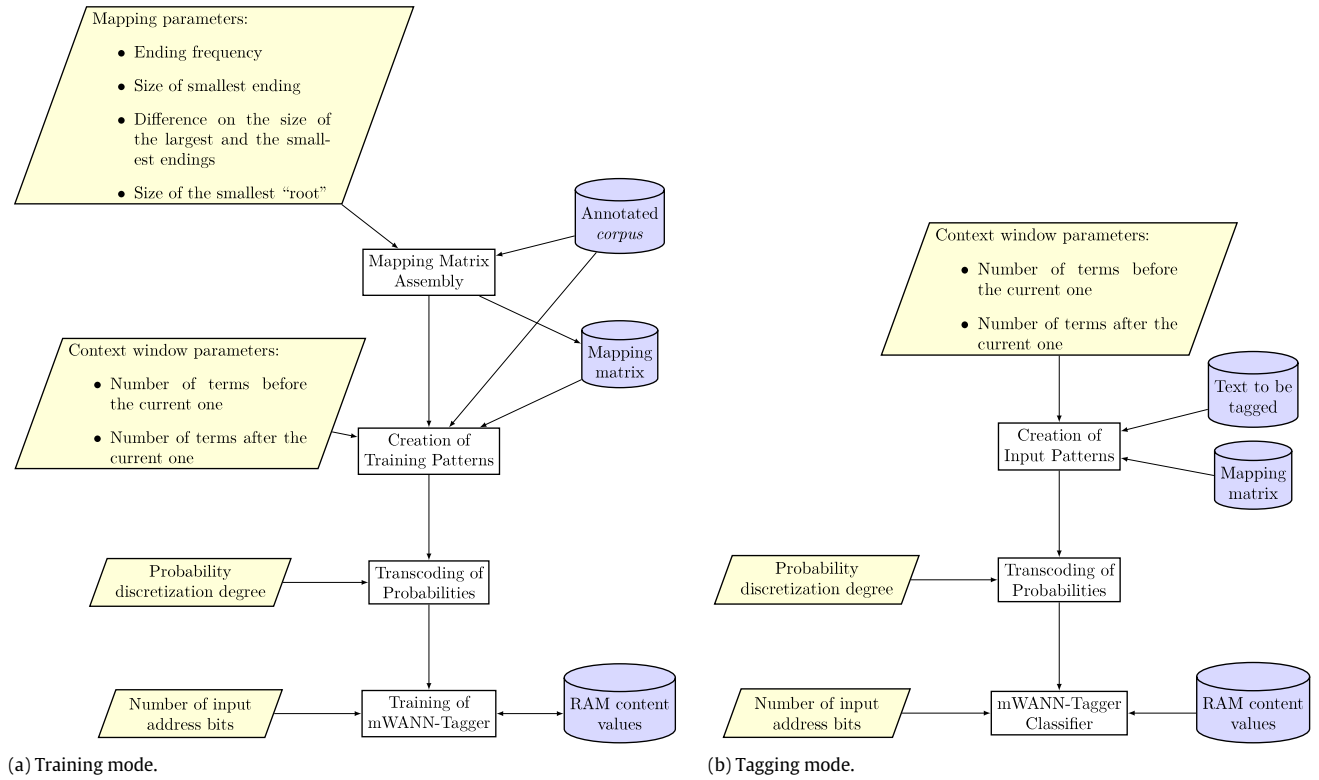 Mapping parameters:
• Ending frequency
• Size of smallest ending
• Difference on the size of
the largest and the small-
est endings
• Size of the smallest “root”
Annotated
corpus
Mapping Matrix
Assembly
Mapping
matrix
Context window parameters:
• Number of terms before
the current one
• Number of terms after the
current one
Creation of
Training Patterns
Probability
discretization degree
Transcoding of
Probabilities
Number of input
address bits
Training of
mWANN-Tagger
RAM content
values
(a) Training mode.
Context window parameters:
• Number of terms before
the current one
• Number of terms after the
current one
Text to be
tagged
Creation of
Input Patterns
Mapping
matrix
Probability
discretization degree
Transcoding of
Probabilities
Number of input
address bits
mWANN-Tagger
Classifier
RAM content
values
(b) Tagging mode.